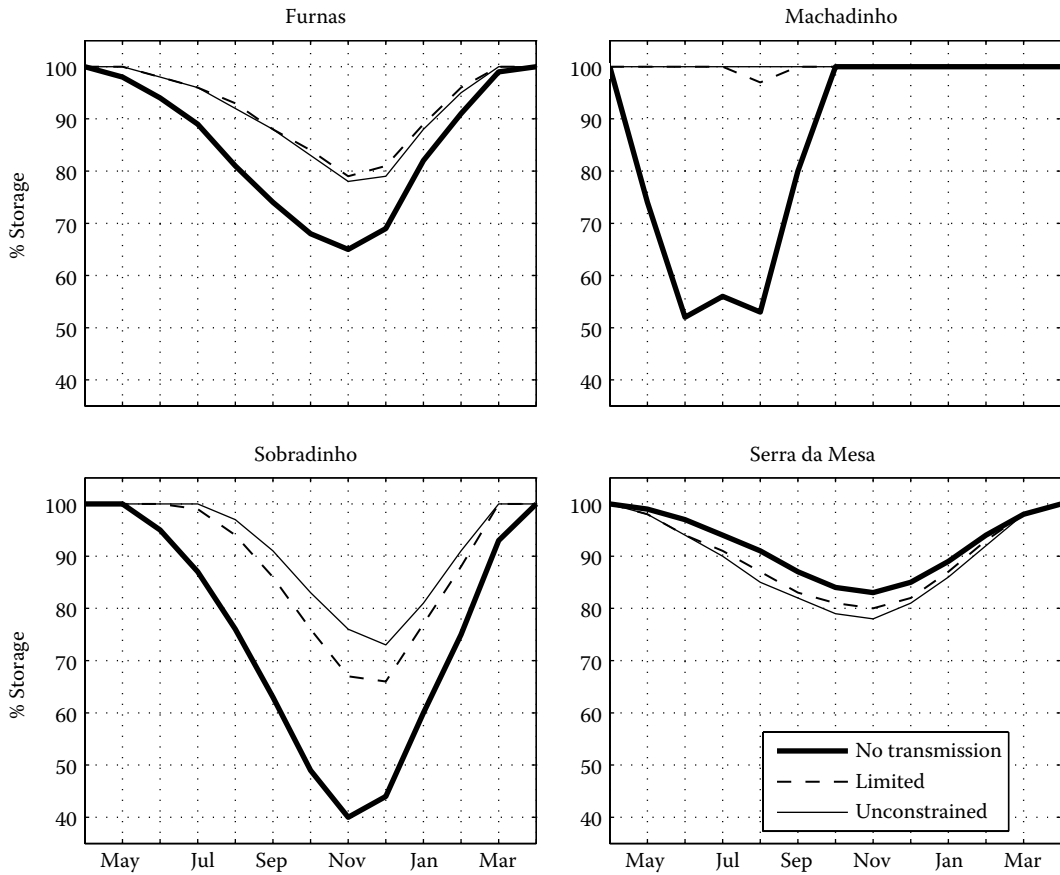 Furnas
Machadinho
100
90
80
70
60
50
40
% Storage
100
90
80
70
60
50
40
Sobradinho
Serra da Mesa
100
90
80
70
60
50
40
% Storage
100
90
80
70
60
50
40
No transmission
Limited
Unconstrained
May Jul Sep Nov Jan Mar
May Jul Sep Nov Jan Mar